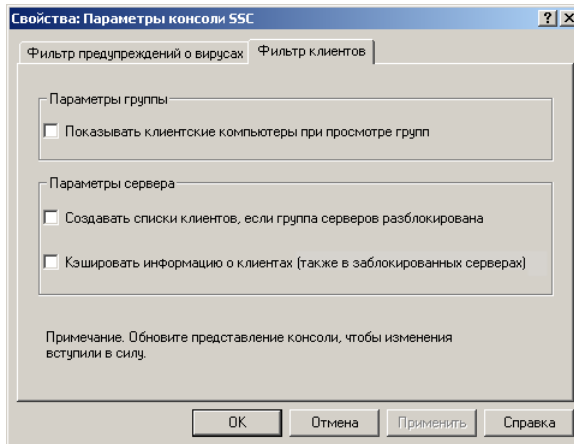 Свойства: Параметры консоли SSC
Фильтр предупреждений о вирусах
Фильтр клиентов
Параметры группы
Показывать клиентские компьютеры при просмотре групп
Параметры сервера
Создавать списки клиентов, если группа серверов разблокирована
Кэшировать информацию о клиентах (также в заблокированных серверах)
Примечание. Обновите представление консоли, чтобы изменения
вступили в силу.
OK
Отмена
Применить
Справка